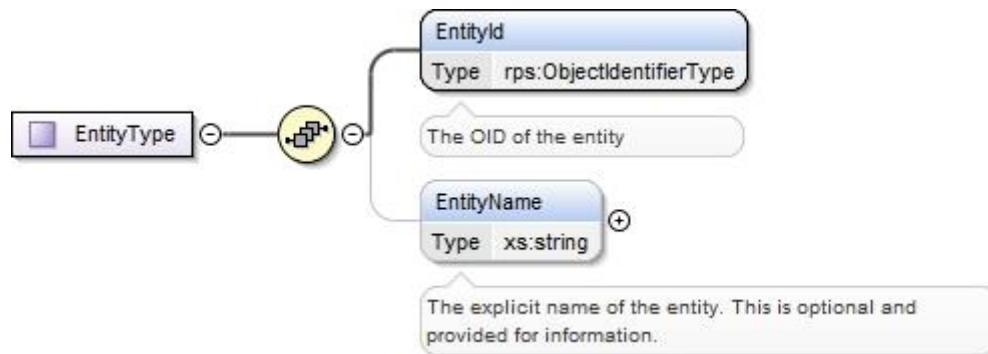 EntityId
Type rps:ObjectIdentifierType
EntityType
The OID of the entity
EntityName
Type xs:string
The explicit name of the entity. This is optional and
provided for information.